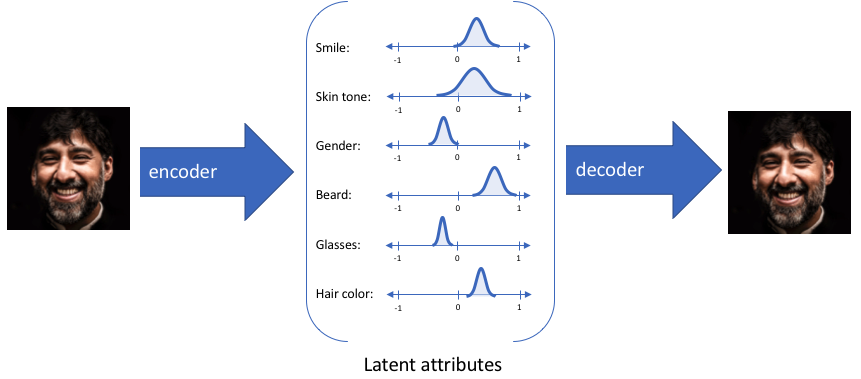 encoder
Smile:
-1 0 1
Skin tone:
-1 0 1
Gender:
-1 0 1
Beard:
-1 0 1
Glasses:
-1 0 1
Hair color:
-1 0 1
decoder
Latent attributes